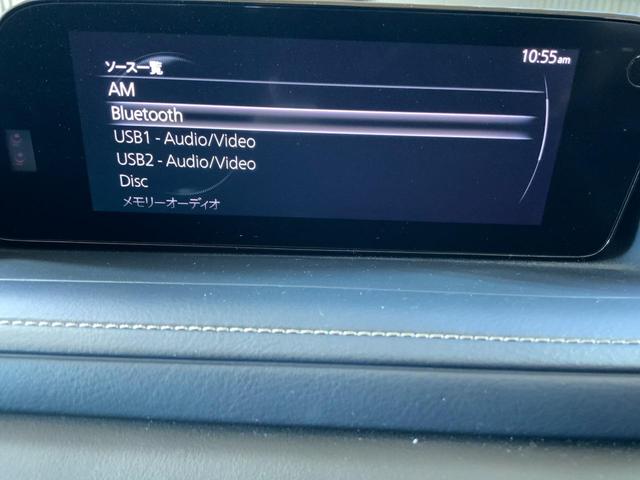 10:55am
ソース一覧
AM
Bluetooth
USB1 - Audio/Video
USB2 - Audio/Video
Disc
メモリーオーディオ